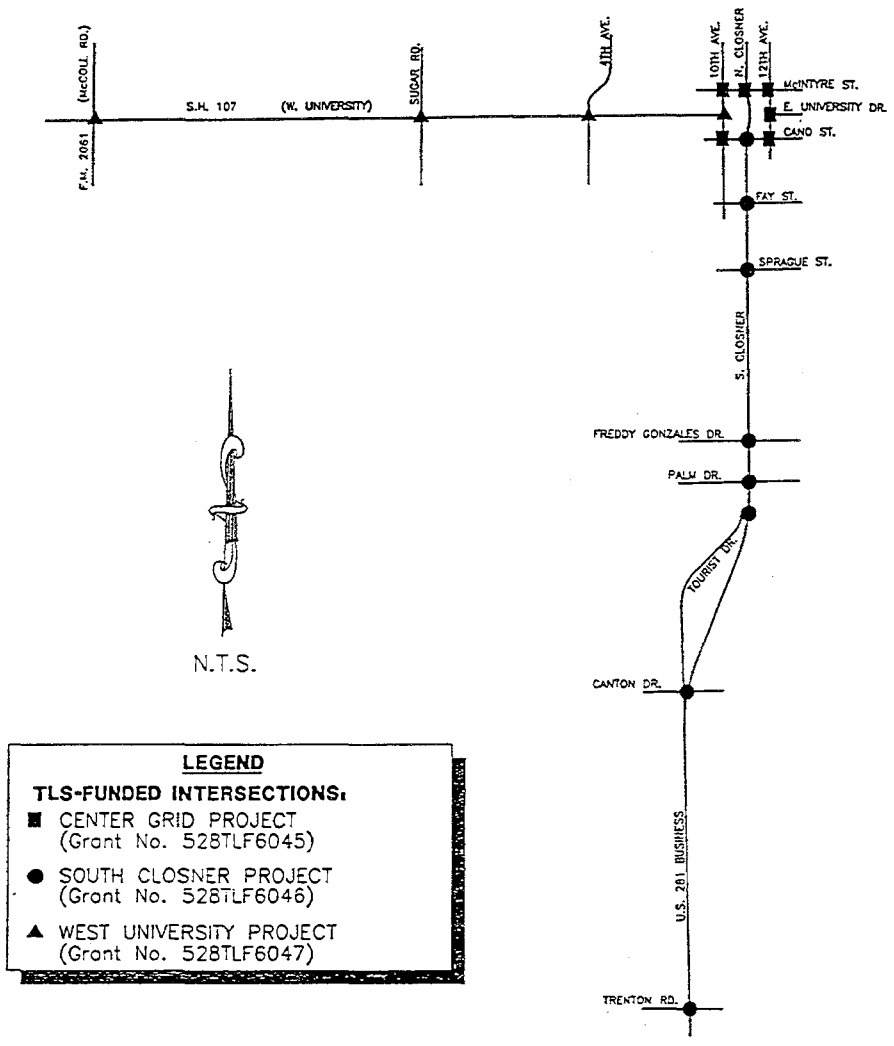 F.M. 2061 (McCOLL RD.)
S.H. 107 (W. UNIVERSITY)
SUGAR RD.
4TH AVE.
10TH AVE.
N. CLOSNER
12TH AVE.
McINTYRE ST.
E. UNIVERSITY DR.
CANO ST.
FAY ST.
SPRAGUE ST.
S. CLOSNER
FREDDY GONZALES DR.
PALM DR.
TOURIST DR.
N.T.S.
CANTON DR.
U.S. 281 BUSINESS
TRENTON RD.
LEGEND
TLS-FUNDED INTERSECTIONS:
CENTER GRID PROJECT
(Grant No. 528TLF6045)
SOUTH CLOSNER PROJECT
(Grant No. 528TLF6046)
WEST UNIVERSITY PROJECT
(Grant No. 528TLF6047)